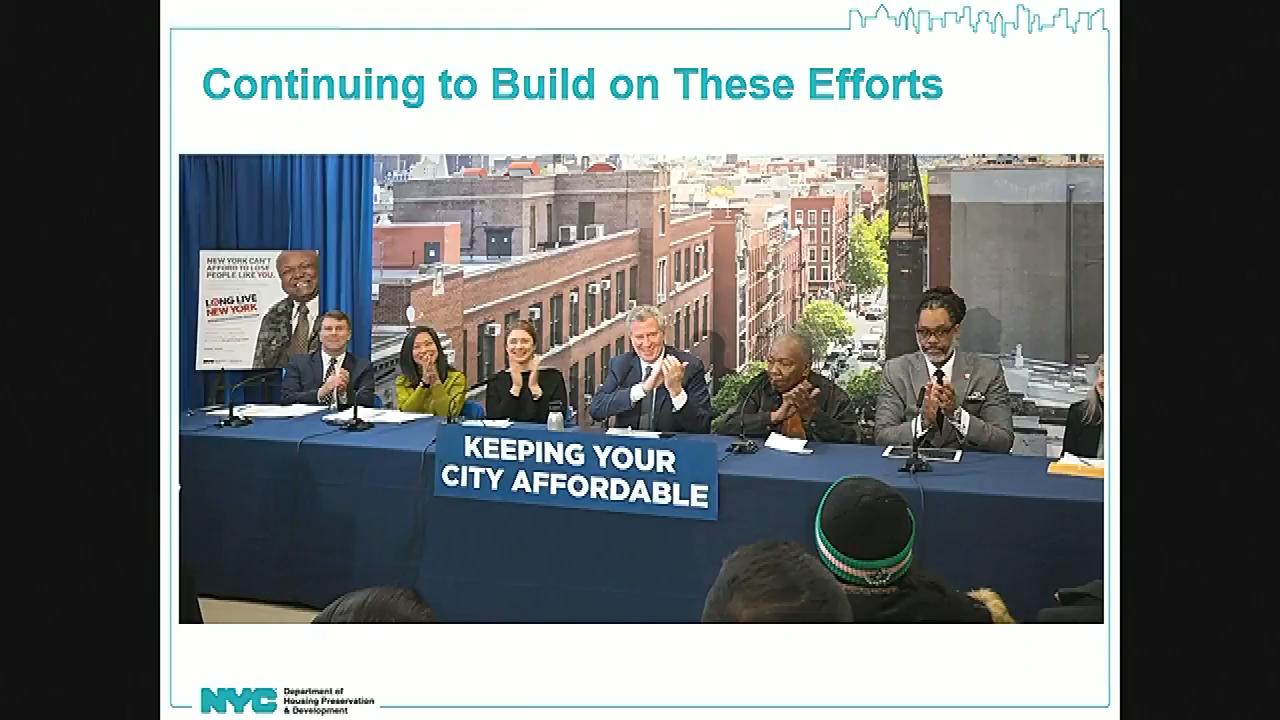 Continuing to Build on These Efforts
NEW YORK CAN'T
AFFORD TO LOSE
PEOPLE LIKE YOU.
LONG LIVE
NEW YORK
KEEPING YOUR
CITY AFFORDABLE
NYC
Department of
Housing Preservation
& Development